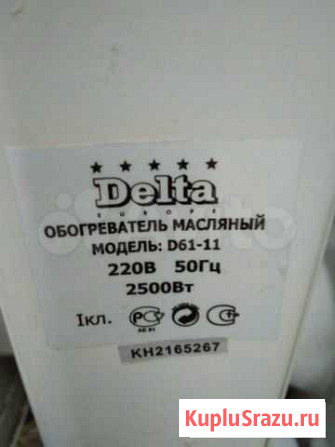 Delta
EUROPE
ОБОГРЕВАТЕЛЬ МАСЛЯНЫЙ
МОДЕЛЬ: D61-11
220В 50Гц
2500Вт
Iкл.
KH2165267
KupluSrazu.ru